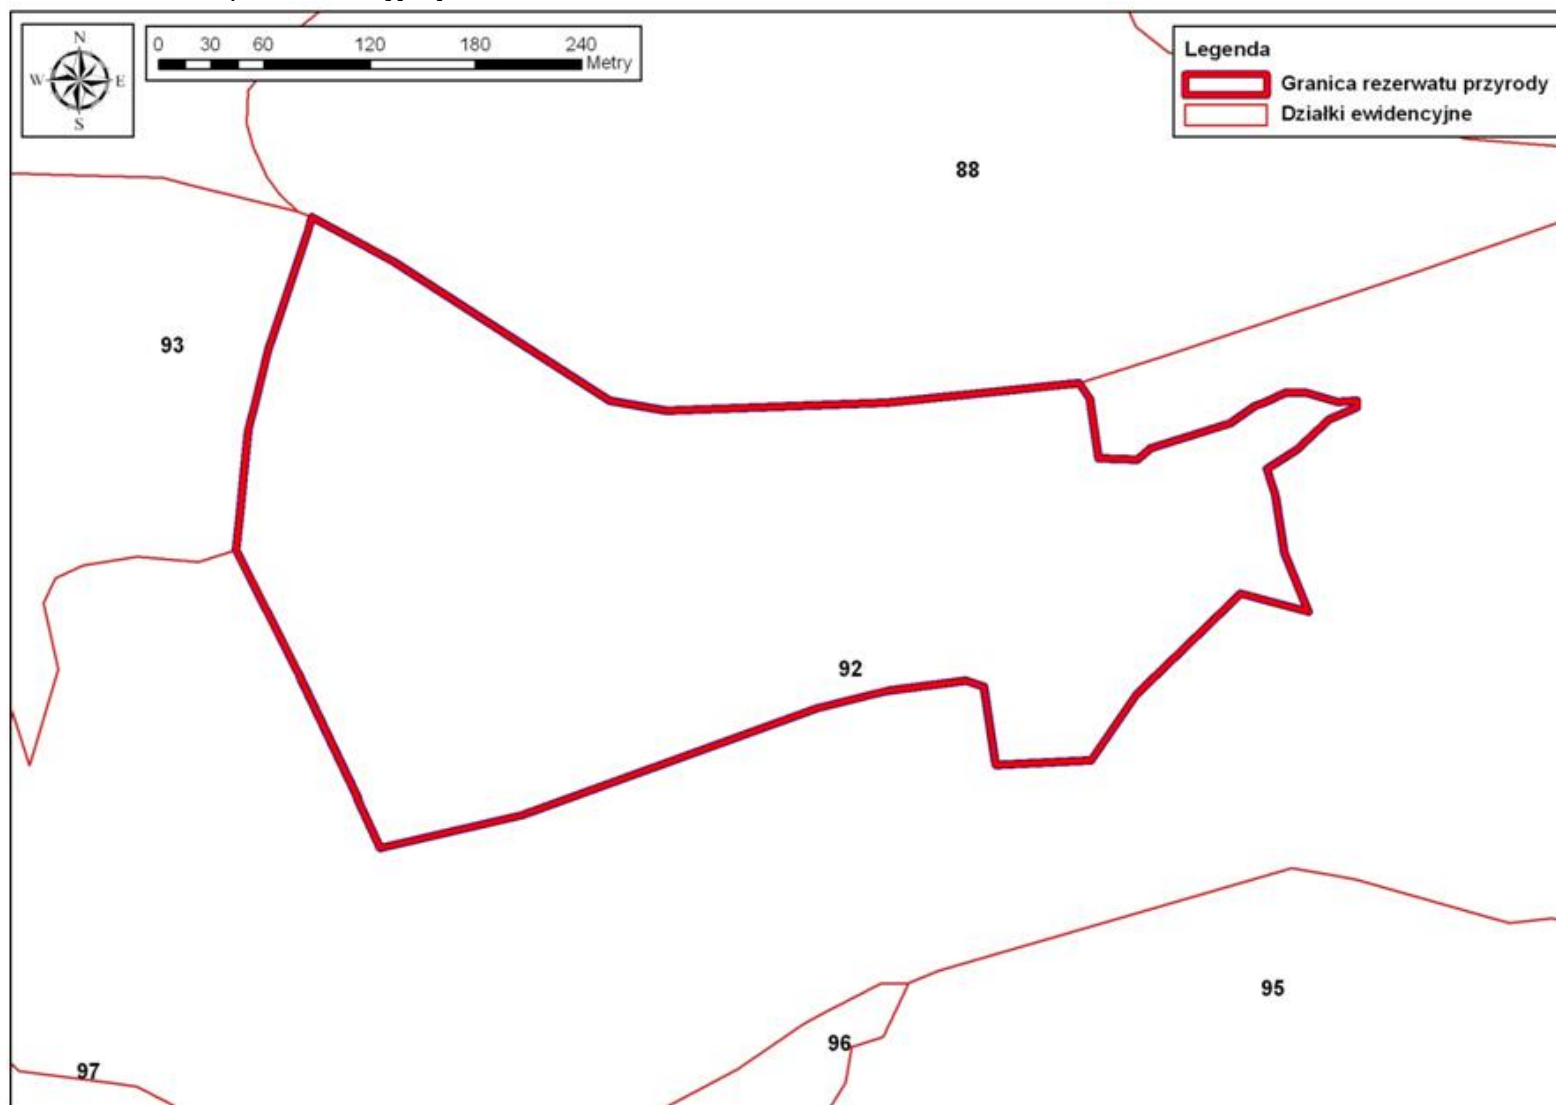 N
W E
S
0 30 60 120 180 240
Metry
Legenda
Granica rezerwatu przyrody
Działki ewidencyjne
88
93
92
95
96
97